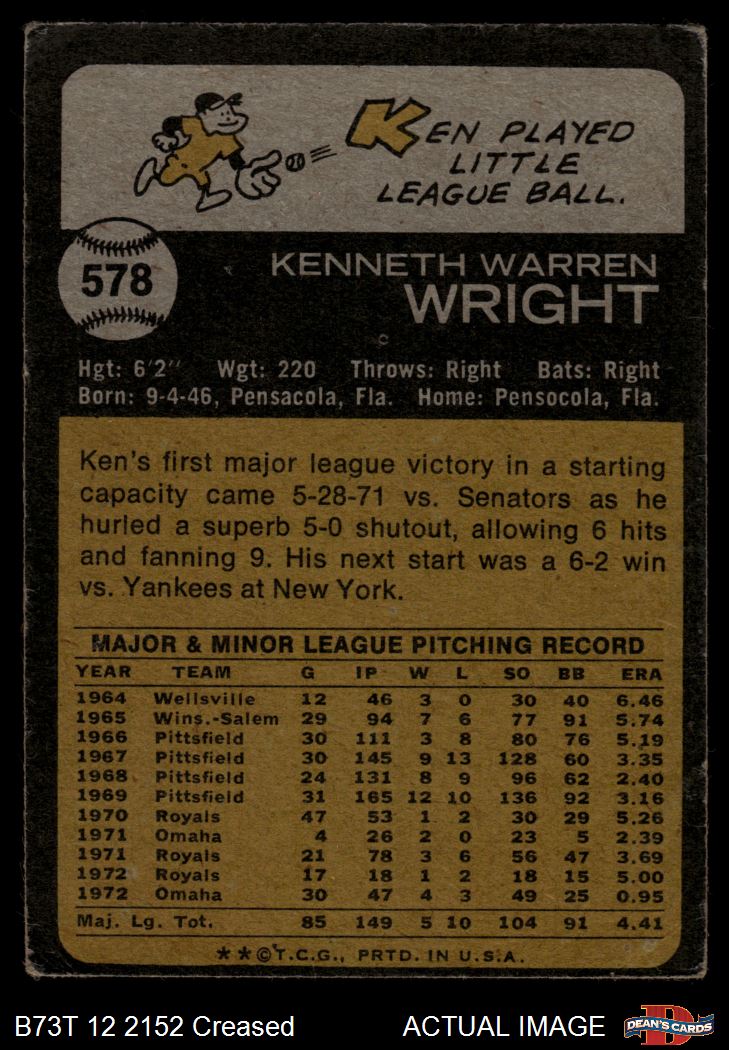 KEN PLAYED
LITTLE
LEAGUE BALL.
578
KENNETH WARREN
WRIGHT
Hgt: 6'2" Wgt: 220 Throws: Right Bats: Right
Born: 9-4-46, Pensacola, Fla. Home: Pensocola, Fla.
Ken's first major league victory in a starting
capacity came 5-28-71 vs. Senators as he
hurled a superb 5-0 shutout, allowing 6 hits
and fanning 9. His next start was a 6-2 win
vs. Yankees at New York.
MAJOR & MINOR LEAGUE PITCHING RECORD
YEAR TEAM G IP W L SO BB ERA
1964 Wellsville 12 46 3 0 30 40 6.46
1965 Wins.-Salem 29 94 7 6 77 91 5.74
1966 Pittsfield 30 111 3 8 80 76 5.19
1967 Pittsfield 30 145 9 13 128 60 3.35
1968 Pittsfield 24 131 8 9 96 62 2.40
1969 Pittsfield 31 165 12 10 136 92 3.16
1970 Royals 47 53 1 2 30 29 5.26
1971 Omaha 4 26 2 0 23 5 2.39
1971 Royals 21 78 3 6 56 47 3.69
1972 Royals 17 18 1 2 18 15 5.00
1972 Omaha 30 47 4 3 49 25 0.95
Maj. Lg. Tot. 85 149 5 10 104 91 4.41
**©T.C.G., PRTD. IN U.S.A.
B73T 12 2152 Creased ACTUAL IMAGE DEAN'S CARDS